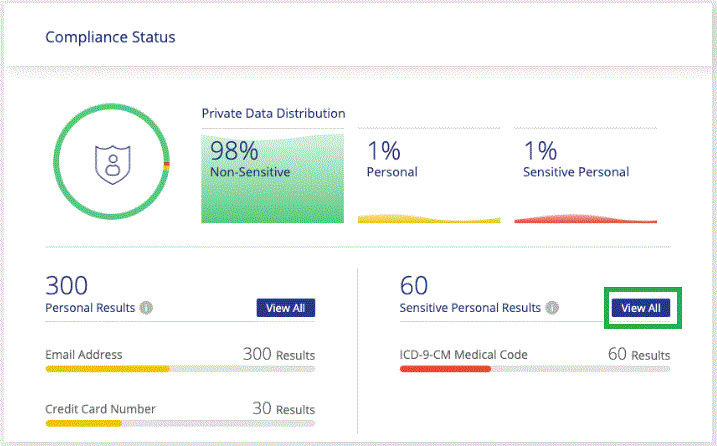 Compliance Status
Private Data Distribution
98%
Non-Sensitive
1%
Personal
1%
Sensitive Personal
300
Personal Results
View All
Email Address 300 Results
Credit Card Number 30 Results
60
Sensitive Personal Results
View All
ICD-9-CM Medical Code 60 Results